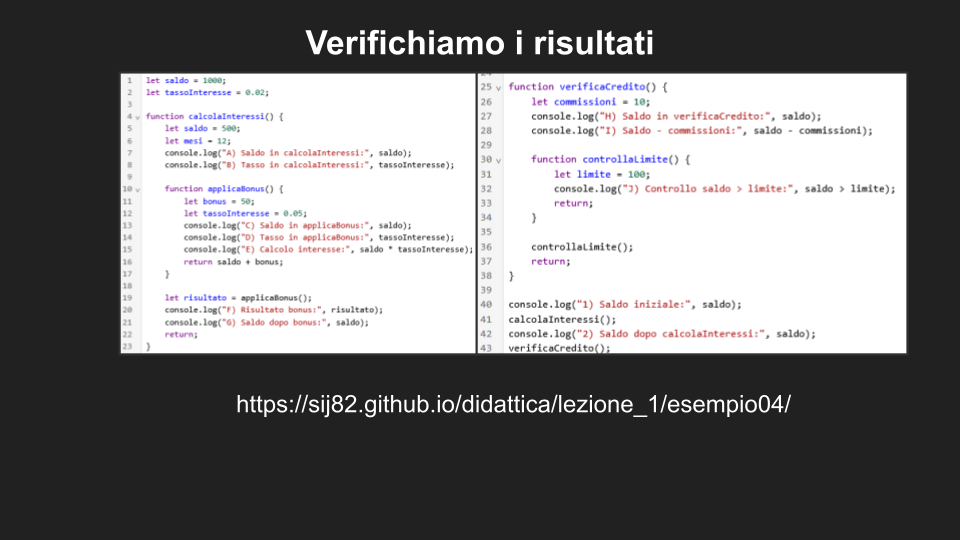 Verifichiamo i risultati
1 let saldo = 1000;
2 let tassoInteresse = 0.02;
3
4 function calcolaInteressi() {
5 let saldo = 500;
6 let mesi = 12;
7 console.log("A) Saldo in calcolaInteressi:", saldo);
8 console.log("B) Tasso in calcolaInteressi:", tassoInteresse);
9
10 function applicaBonus() {
11 let bonus = 50;
12 let tassoInteresse = 0.05;
13 console.log("C) Saldo in applicaBonus:", saldo);
14 console.log("D) Tasso in applicaBonus:", tassoInteresse);
15 console.log("E) Calcolo interesse:", saldo * tassoInteresse);
16 return saldo + bonus;
17 }
18
19 let risultato = applicaBonus();
20 console.log("F) Risultato bonus:", risultato);
21 console.log("G) Saldo dopo bonus:", saldo);
22 return;
23 }
24
25 function verificaCredito() {
26 let commissioni = 10;
27 console.log("H) Saldo in verificaCredito:", saldo);
28 console.log("I) Saldo - commissioni:", saldo - commissioni);
29
30 function controllaLimite() {
31 let limite = 100;
32 console.log("J) Controllo saldo > limite:", saldo > limite);
33 return;
34 }
35
36 controllaLimite();
37 return;
38 }
39
40 console.log("1) Saldo iniziale:", saldo);
41 calcolaInteressi();
42 console.log("2) Saldo dopo calcolaInteressi:", saldo);
43 verificaCredito();
https://sij82.github.io/didattica/lezione_1/esempio04/